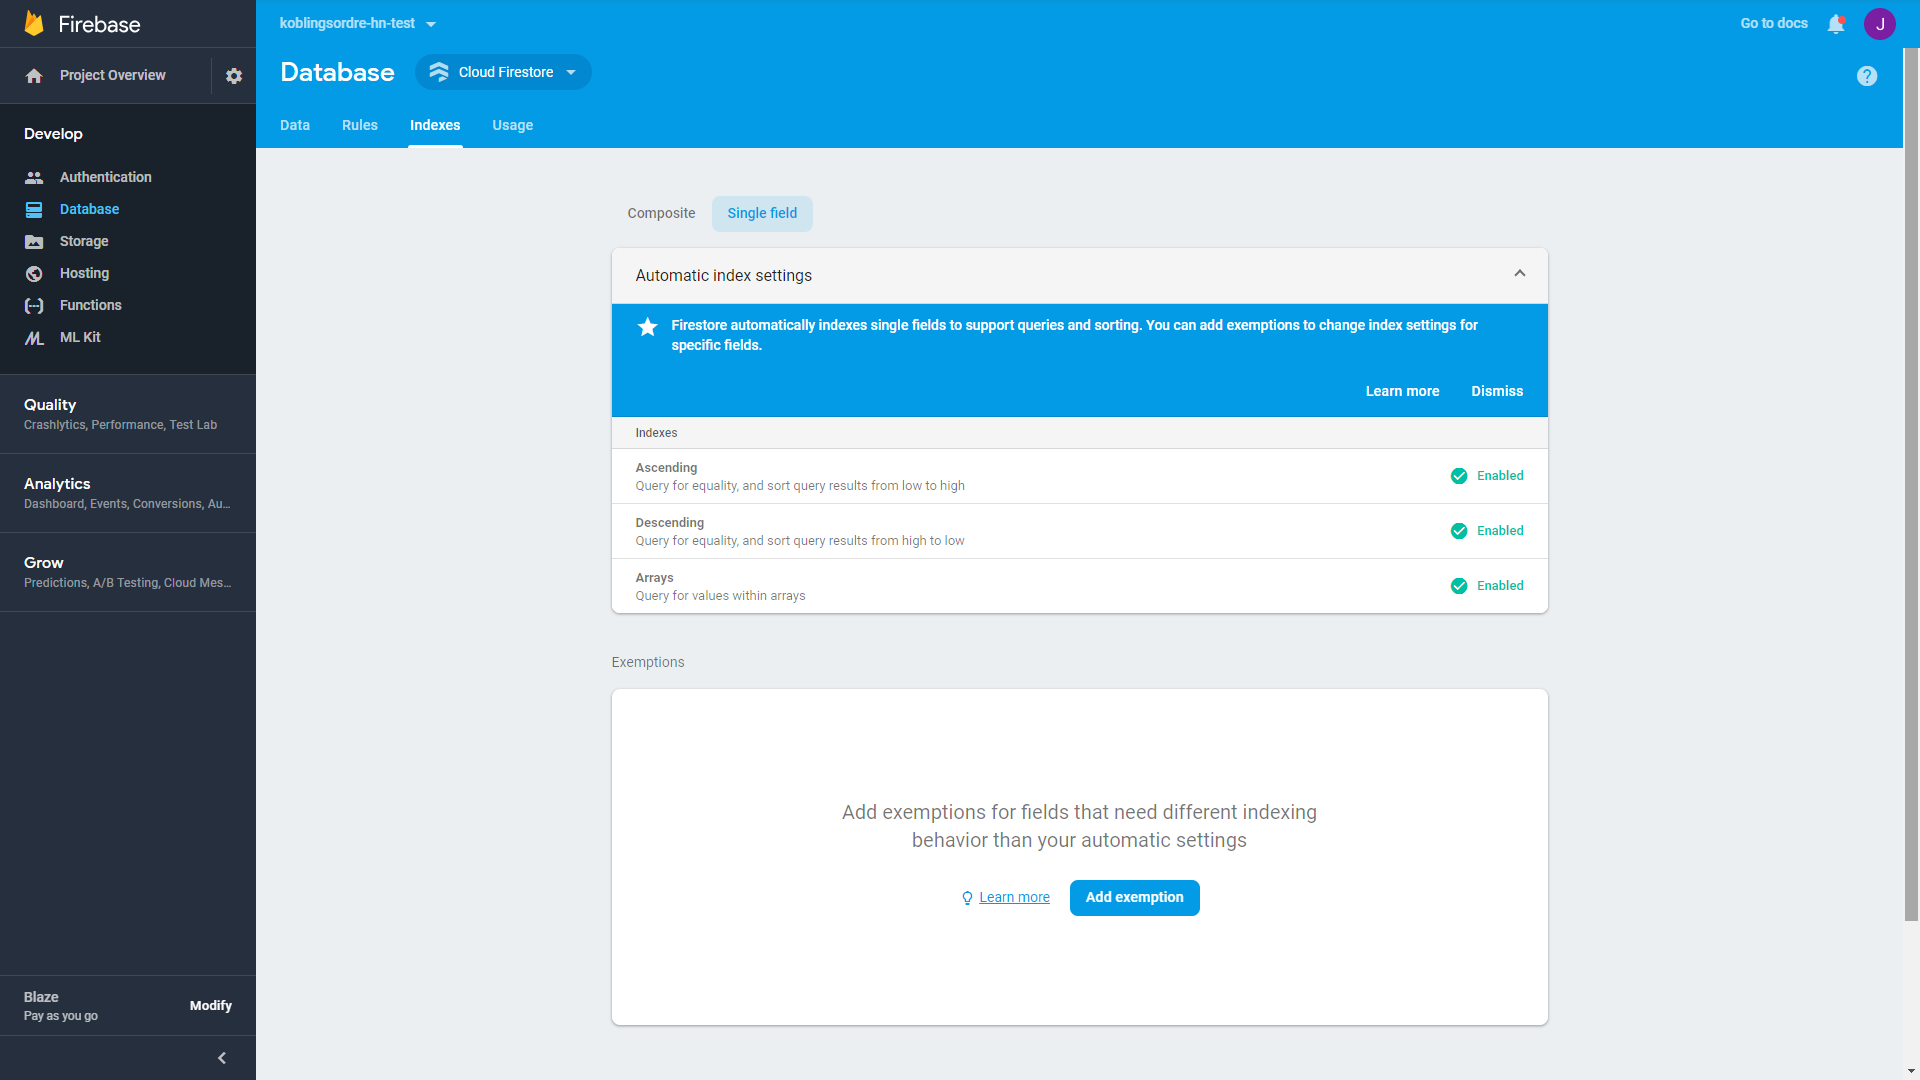 Firebase
Project Overview
Develop
Authentication
Database
Storage
Hosting
Functions
ML Kit
Quality
Crashlytics, Performance, Test Lab
Analytics
Dashboard, Events, Conversions, Au...
Grow
Predictions, A/B Testing, Cloud Mes...
Blaze
Pay as you go
Modify
koblingsordre-hn-test
Go to docs
J
Database
Cloud Firestore
?
Data Rules Indexes Usage
Composite Single field
Automatic index settings
Firestore automatically indexes single fields to support queries and sorting. You can add exemptions to change index settings for
specific fields.
Learn more Dismiss
Indexes
Ascending
Query for equality, and sort query results from low to high
Enabled
Descending
Query for equality, and sort query results from high to low
Enabled
Arrays
Query for values within arrays
Enabled
Exemptions
Add exemptions for fields that need different indexing
behavior than your automatic settings
Learn more Add exemption